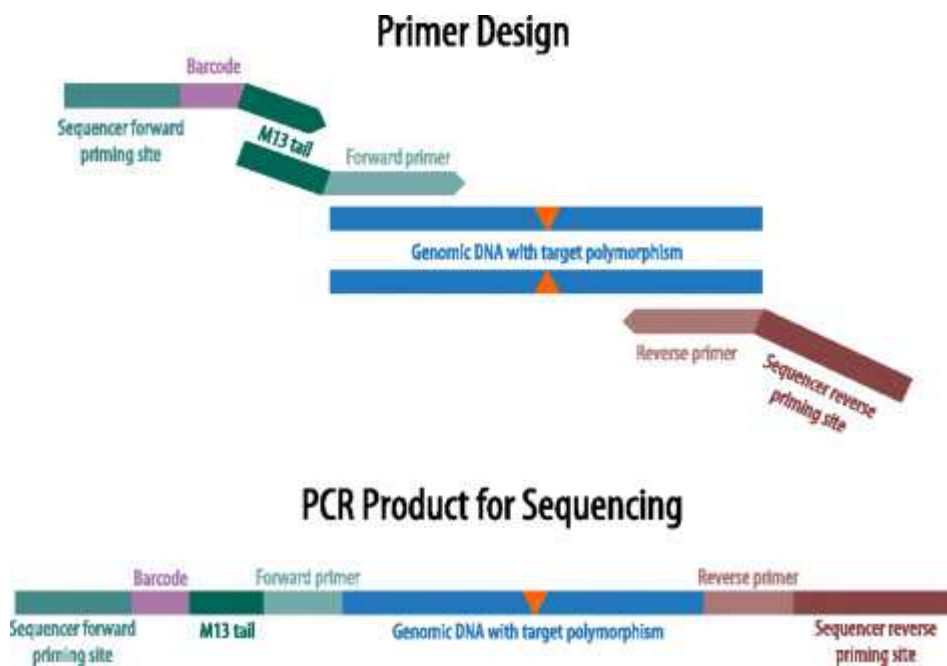 Primer Design
Barcode
Sequencer forward
priming site
M13 tail
Forward primer
Genomic DNA with target polymorphism
Reverse primer
Sequencer reverse
priming site
PCR Product for Sequencing
Barcode
Forward primer
Reverse primer
Sequencer forward
priming site
M13 tail
Genomic DNA with target polymorphism
Sequencer reverse
priming site